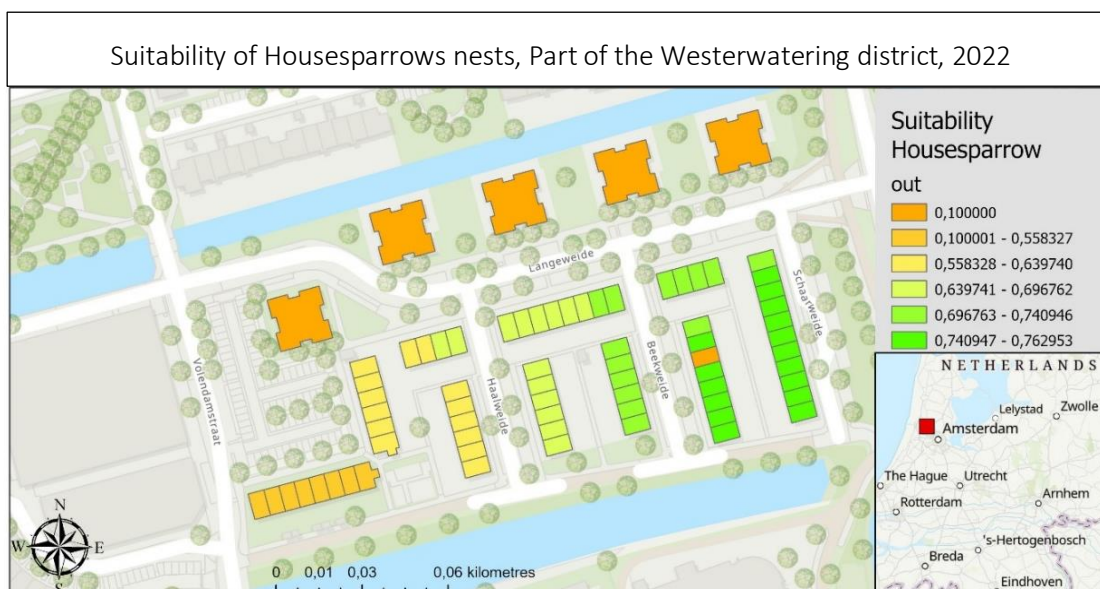 Suitability of Housesparrows nests, Part of the Westerwatering district, 2022
Suitability
Housesparrow
out
0,100000
0,100001 - 0,558327
0,558328 - 0,639740
0,639741 - 0,696762
0,696763 - 0,740946
0,740947 - 0,762953
Langeweide
Schaarweide
Volendamstraat
Haalweide
Beekweide
N
W
E
S
0 0,01 0,03 0,06 kilometres
NETHERLANDS
Lelystad
Zwolle
Amsterdam
The Hague
Utrecht
Arnhem
Rotterdam
's-Hertogenbosch
Breda
Eindhoven